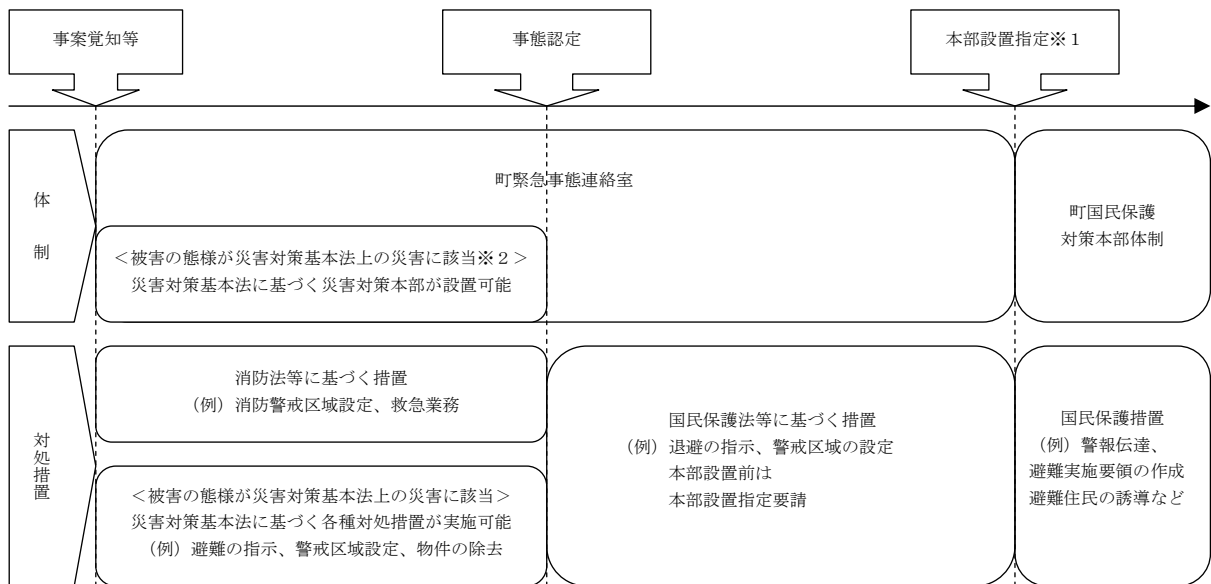 事案覚知等
事態認定
本部設置指定※１
体
制
町緊急事態連絡室
＜被害の態様が災害対策基本法上の災害に該当※２＞
災害対策基本法に基づく災害対策本部が設置可能
町国民保護
対策本部体制
対処措置
消防法等に基づく措置
（例）消防警戒区域設定、救急業務
＜被害の態様が災害対策基本法上の災害に該当＞
災害対策基本法に基づく各種対処措置が実施可能
（例）避難の指示、警戒区域設定、物件の除去
国民保護法等に基づく措置
（例）退避の指示、警戒区域の設定
本部設置前は
本部設置指定要請
国民保護措置
（例）警報伝達、
避難実施要領の作成
避難住民の誘導など